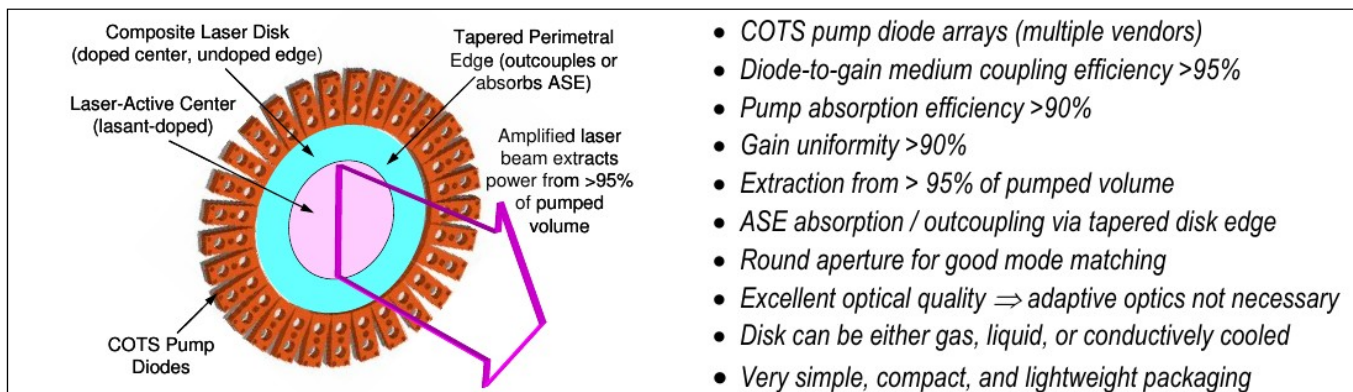 Composite Laser Disk
(doped center, undoped edge)
Tapered Perimetral
Edge (outcouples or
absorbs ASE)
Laser-Active Center
(lasant-doped)
Amplified laser
beam extracts
power from >95%
of pumped
volume
COTS Pump
Diodes
• COTS pump diode arrays (multiple vendors)
• Diode-to-gain medium coupling efficiency >95%
• Pump absorption efficiency >90%
• Gain uniformity >90%
• Extraction from > 95% of pumped volume
• ASE absorption / outcoupling via tapered disk edge
• Round aperture for good mode matching
• Excellent optical quality ⇒ adaptive optics not necessary
• Disk can be either gas, liquid, or conductively cooled
• Very simple, compact, and lightweight packaging